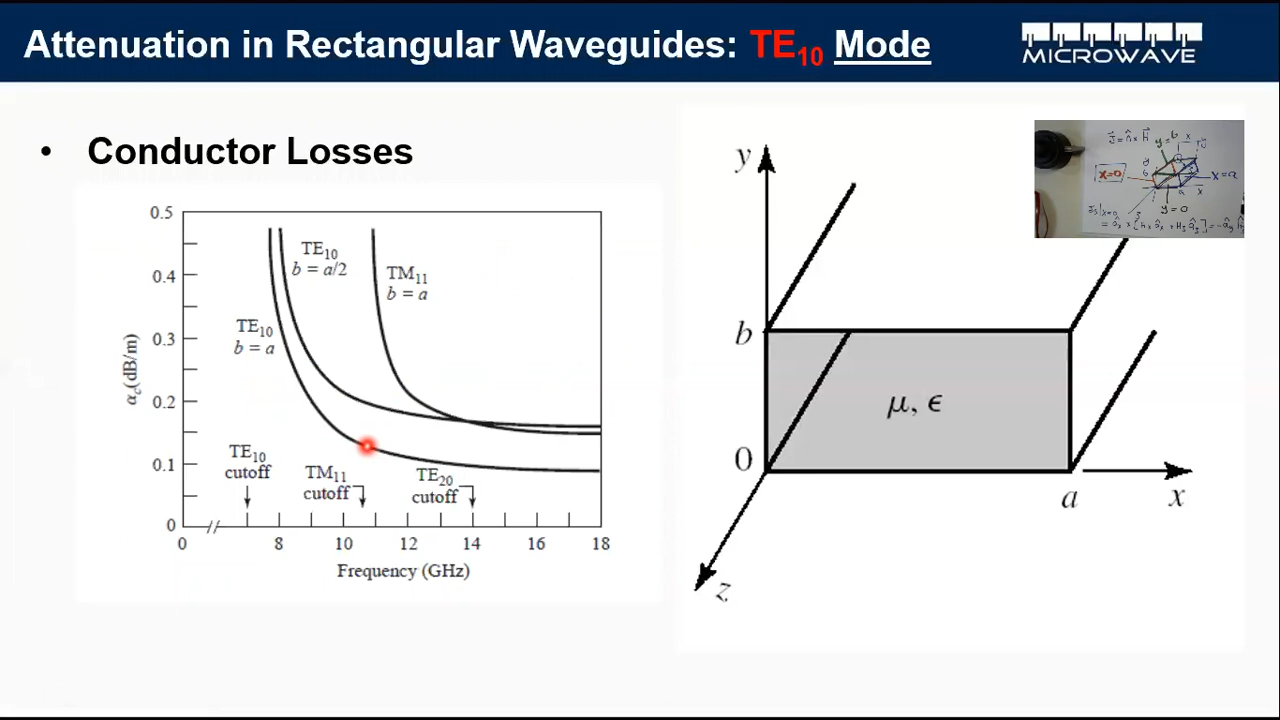 Attenuation in Rectangular Waveguides: TE10 Mode
MICROWAVE
• Conductor Losses
0.5
0.4
0.3
0.2
0.1
0
αc(dB/m)
TE10
b = a/2
TM11
b = a
TE10
b = a
TE10
cutoff
TM11
cutoff
TE20
cutoff
0 8 10 12 14 16 18
Frequency (GHz)
y
b
0
μ, ϵ
a
x
z
y=b
x=0
x=a
y=0